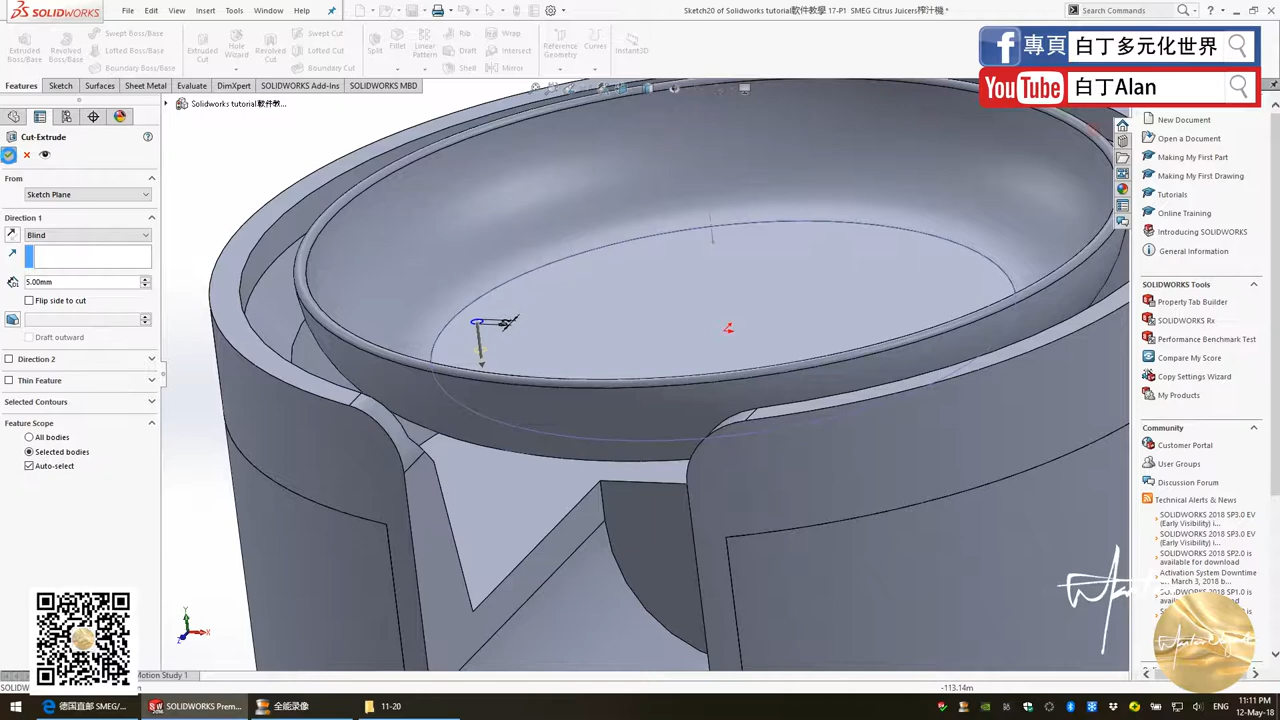 SOLIDWORKS
File Edit View Insert Tools Window Help
Sketch20 of Solidworks tutorial軟件教學 17-P1 SMEG Citrus Juicers榨汁機 *
Search Commands
Extruded Boss/Base
Revolved Boss/Base
Swept Boss/Base
Lofted Boss/Base
Boundary Boss/Base
Extruded Cut
Hole Wizard
Revolved Cut
Swept Cut
Lofted Cut
Boundary Cut
Split
Fillet
Linear Pattern
Rib
Draft
Shell
Wrap
Intersect
Mirror
Reference Geometry
Curves
Instant3D
f 專頁 白丁多元化世界
YouTube 白丁Alan
Features Sketch Surfaces Sheet Metal Evaluate DimXpert SOLIDWORKS Add-Ins SOLIDWORKS MBD
Solidworks tutorial軟件教...
Cut-Extrude
From
Sketch Plane
Direction 1
Blind
5.00mm
Flip side to cut
Draft outward
Direction 2
Thin Feature
Selected Contours
Feature Scope
All bodies
Selected bodies
Auto-select
New Document
Open a Document
Making My First Part
Making My First Drawing
Tutorials
Online Training
Introducing SOLIDWORKS
General Information
SOLIDWORKS Tools
Property Tab Builder
SOLIDWORKS Rx
Performance Benchmark Test
Compare My Score
Copy Settings Wizard
My Products
Community
Customer Portal
User Groups
Discussion Forum
Technical Alerts & News
SOLIDWORKS 2018 SP3.0 EV
(Early Visibility) i...
SOLIDWORKS 2018 SP3.0 EV
(Early Visibility) i...
SOLIDWORKS 2018 SP2.0 is
available for download
Activation System Downtime
Motion Study 1
-113.14m
德国直邮 SMEG/...
SOLIDWORKS Prem...
全能录像
11-20
ENG
11:11 PM
12-May-18